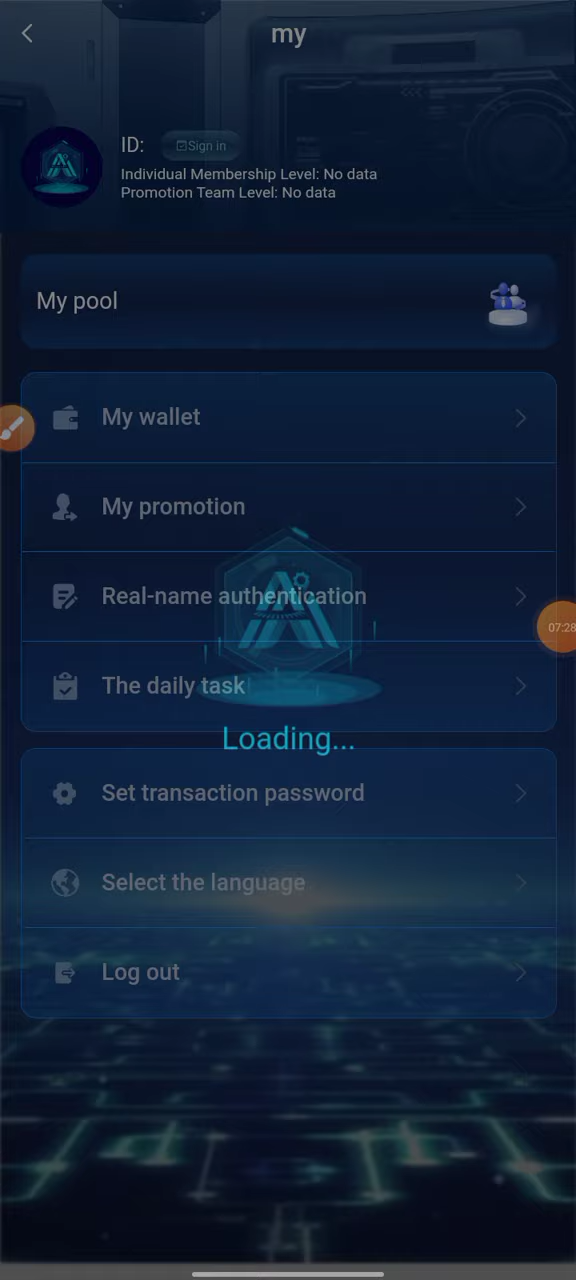 my
ID:
Sign in
Individual Membership Level: No data
Promotion Team Level: No data
My pool
My wallet
My promotion
Real-name authentication
07:28
The daily task
Loading...
Set transaction password
Select the language
Log out